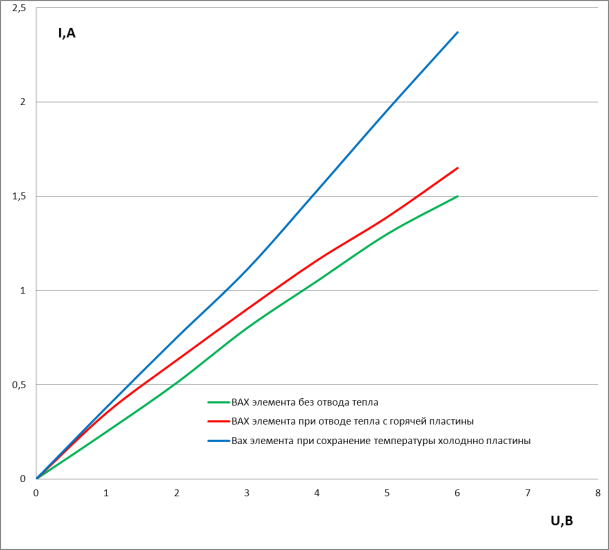 2,5
I,A
2
1,5
1
0,5
ВАХ элемента без отвода тепла
ВАХ элемента при отводе тепла с горячей пластины
Вах элемента при сохранение температуры холоднно пластины
0
0 1 2 3 4 5 6 7 8
U,B